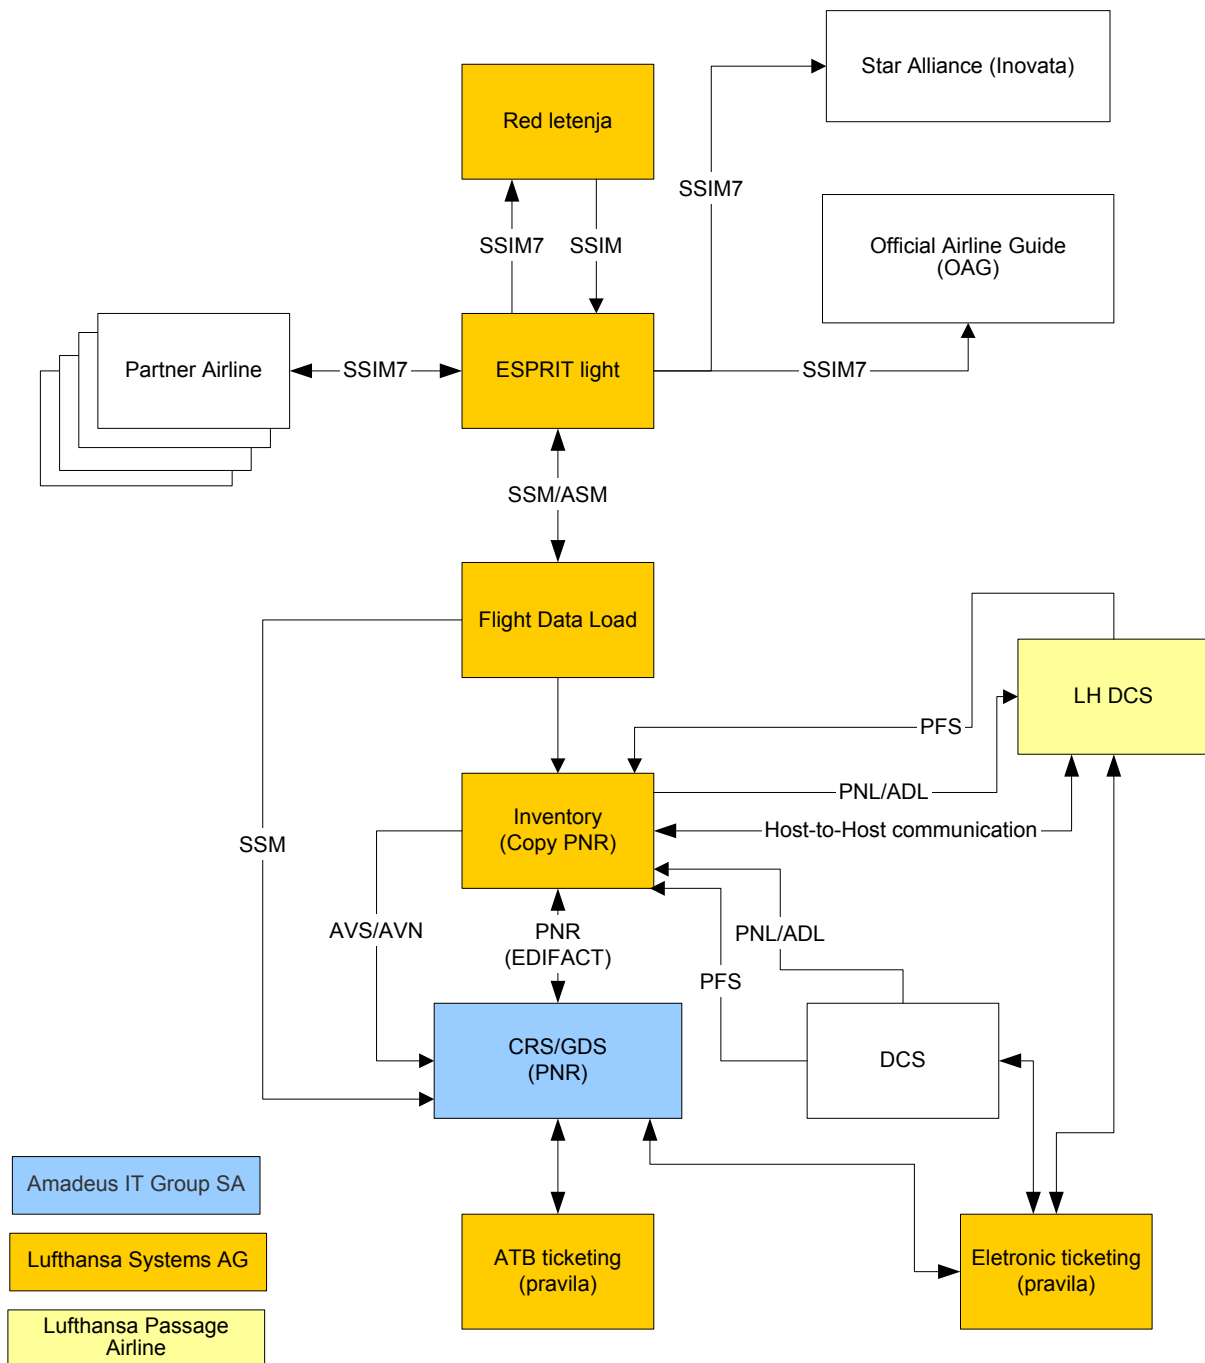 Star Alliance (Inovata)
Red letenja
SSIM7
Official Airline Guide
(OAG)
SSIM7
SSIM
Partner Airline
SSIM7
ESPRIT light
SSIM7
SSM/ASM
Flight Data Load
LH DCS
PFS
PNL/ADL
Inventory
(Copy PNR)
Host-to-Host communication
SSM
AVS/AVN
PNR
(EDIFACT)
PNL/ADL
PFS
CRS/GDS
(PNR)
DCS
Amadeus IT Group SA
Lufthansa Systems AG
ATB ticketing
(pravila)
Eletronic ticketing
(pravila)
Lufthansa Passage
Airline